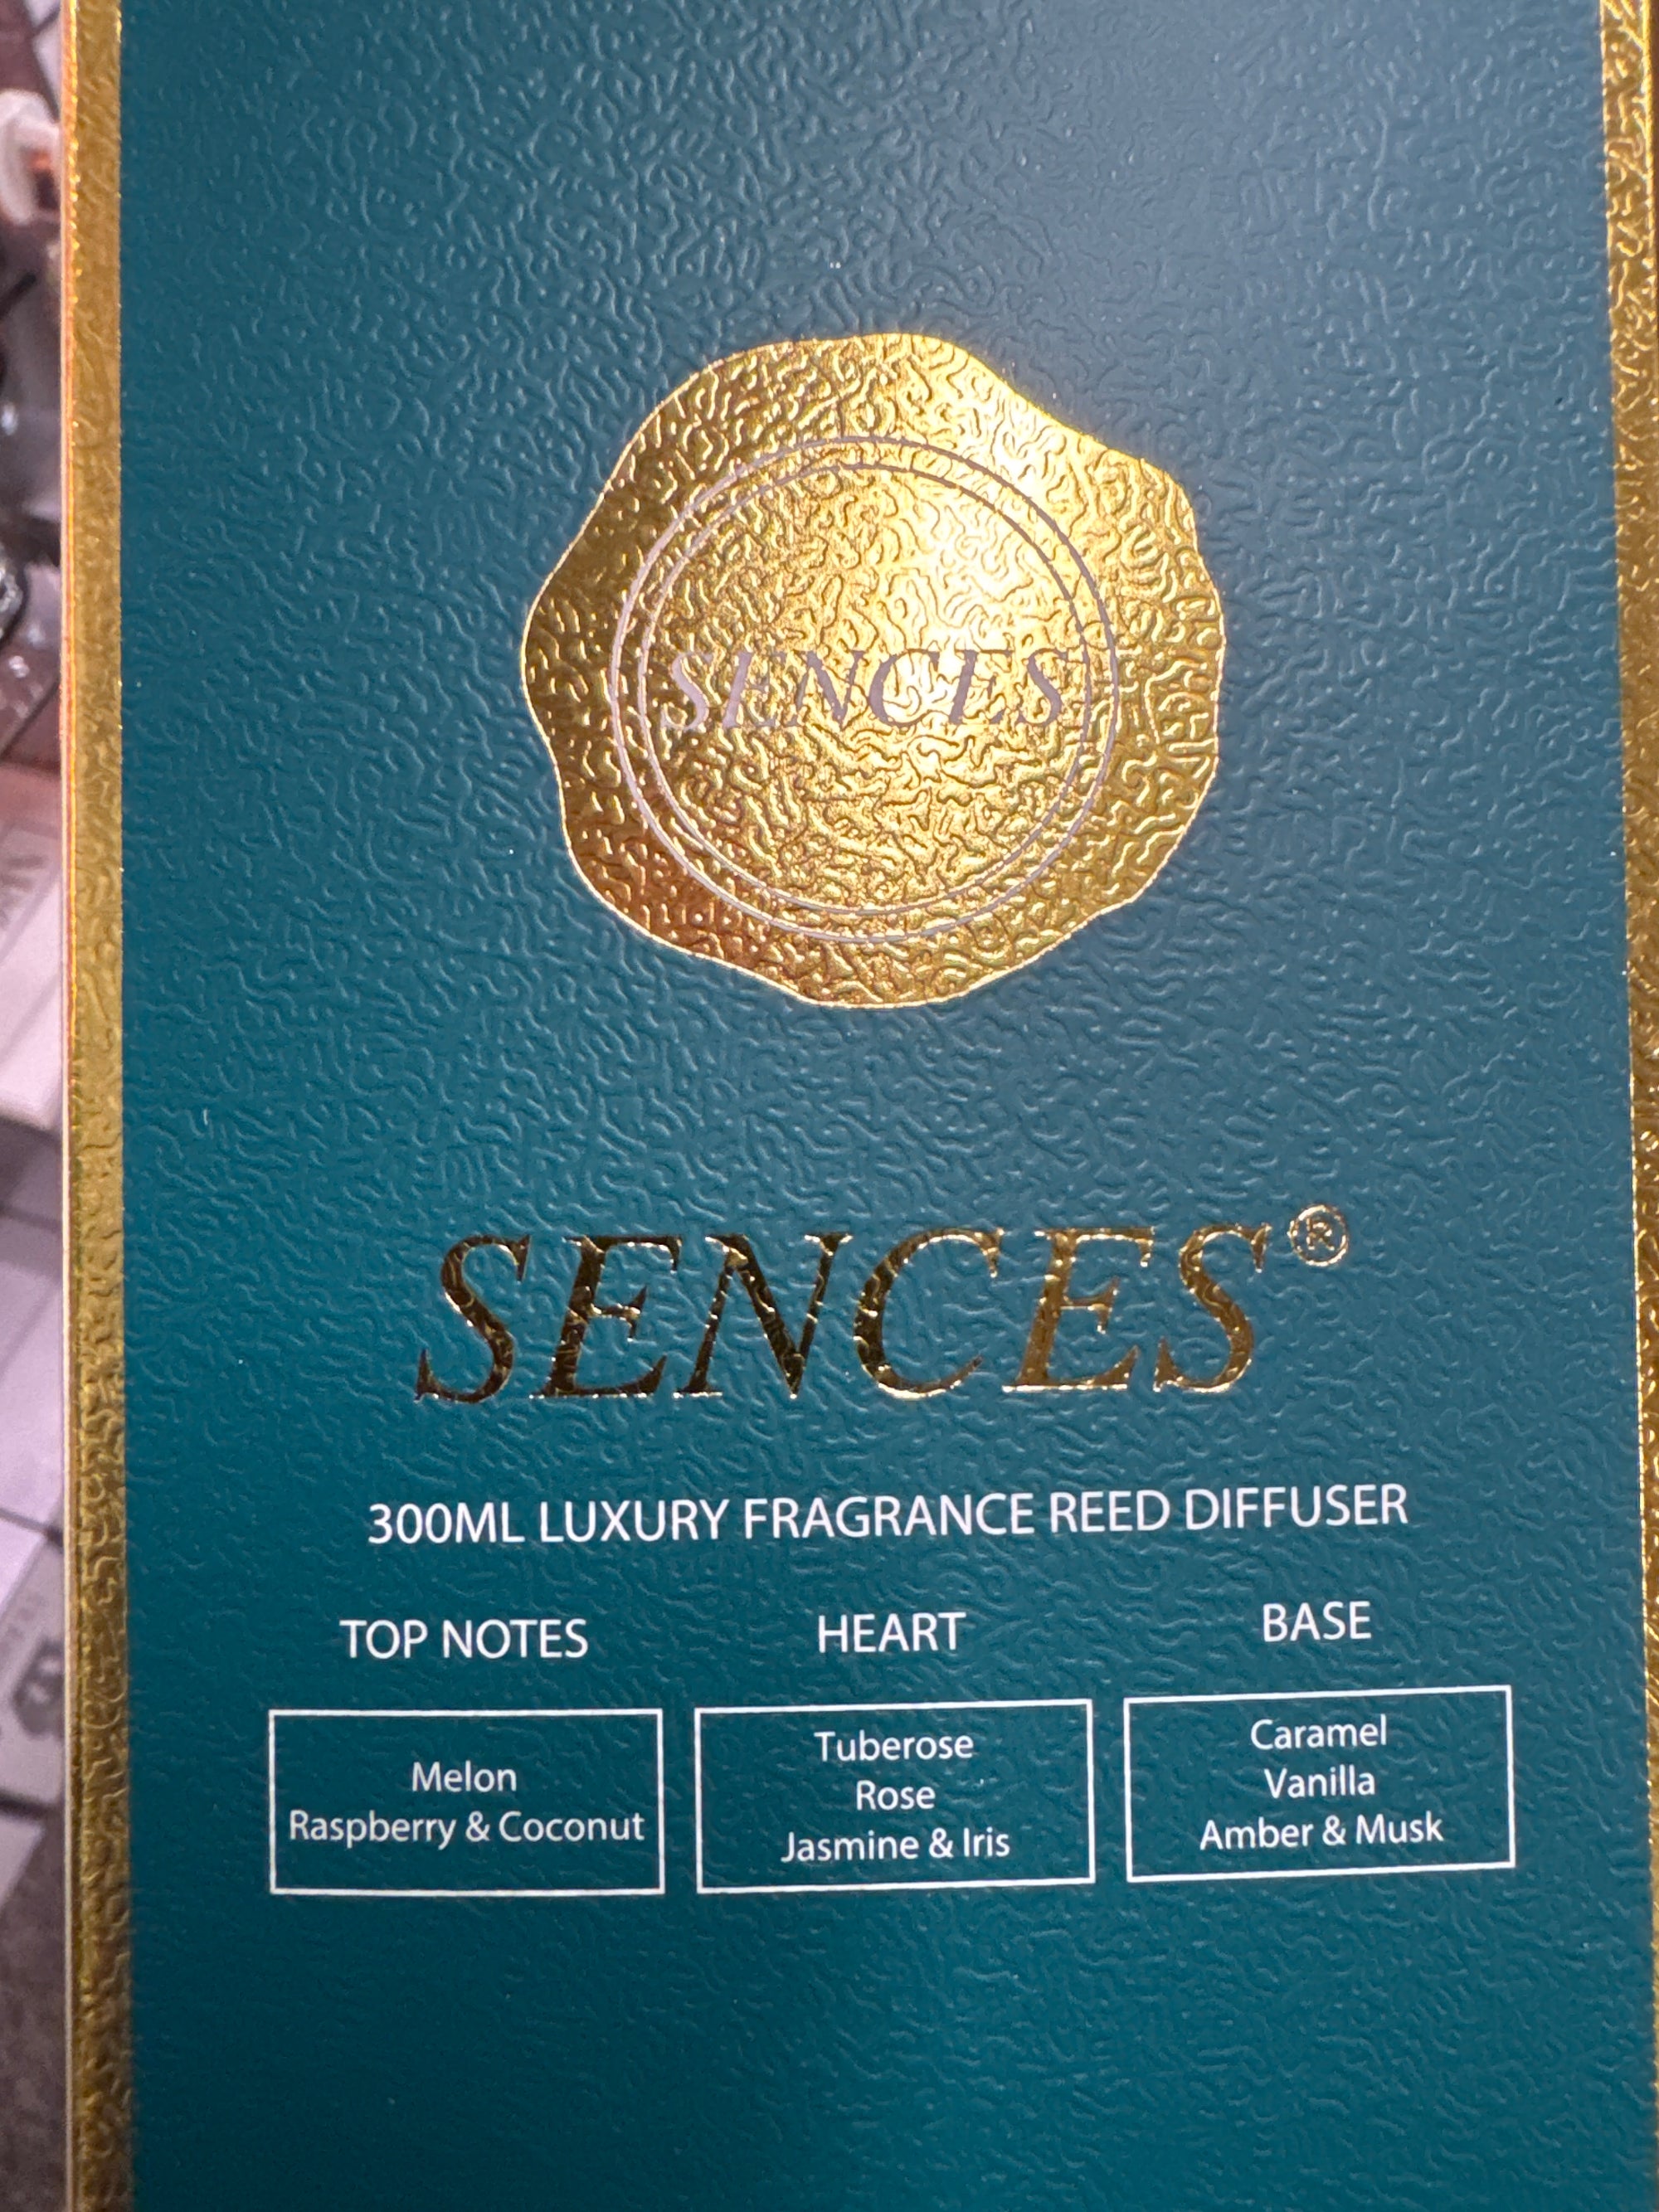 SENCES
SENCES®
300ML LUXURY FRAGRANCE REED DIFFUSER
TOP NOTES
Melon
Raspberry & Coconut
HEART
Tuberose
Rose
Jasmine & Iris
BASE
Caramel
Vanilla
Amber & Musk